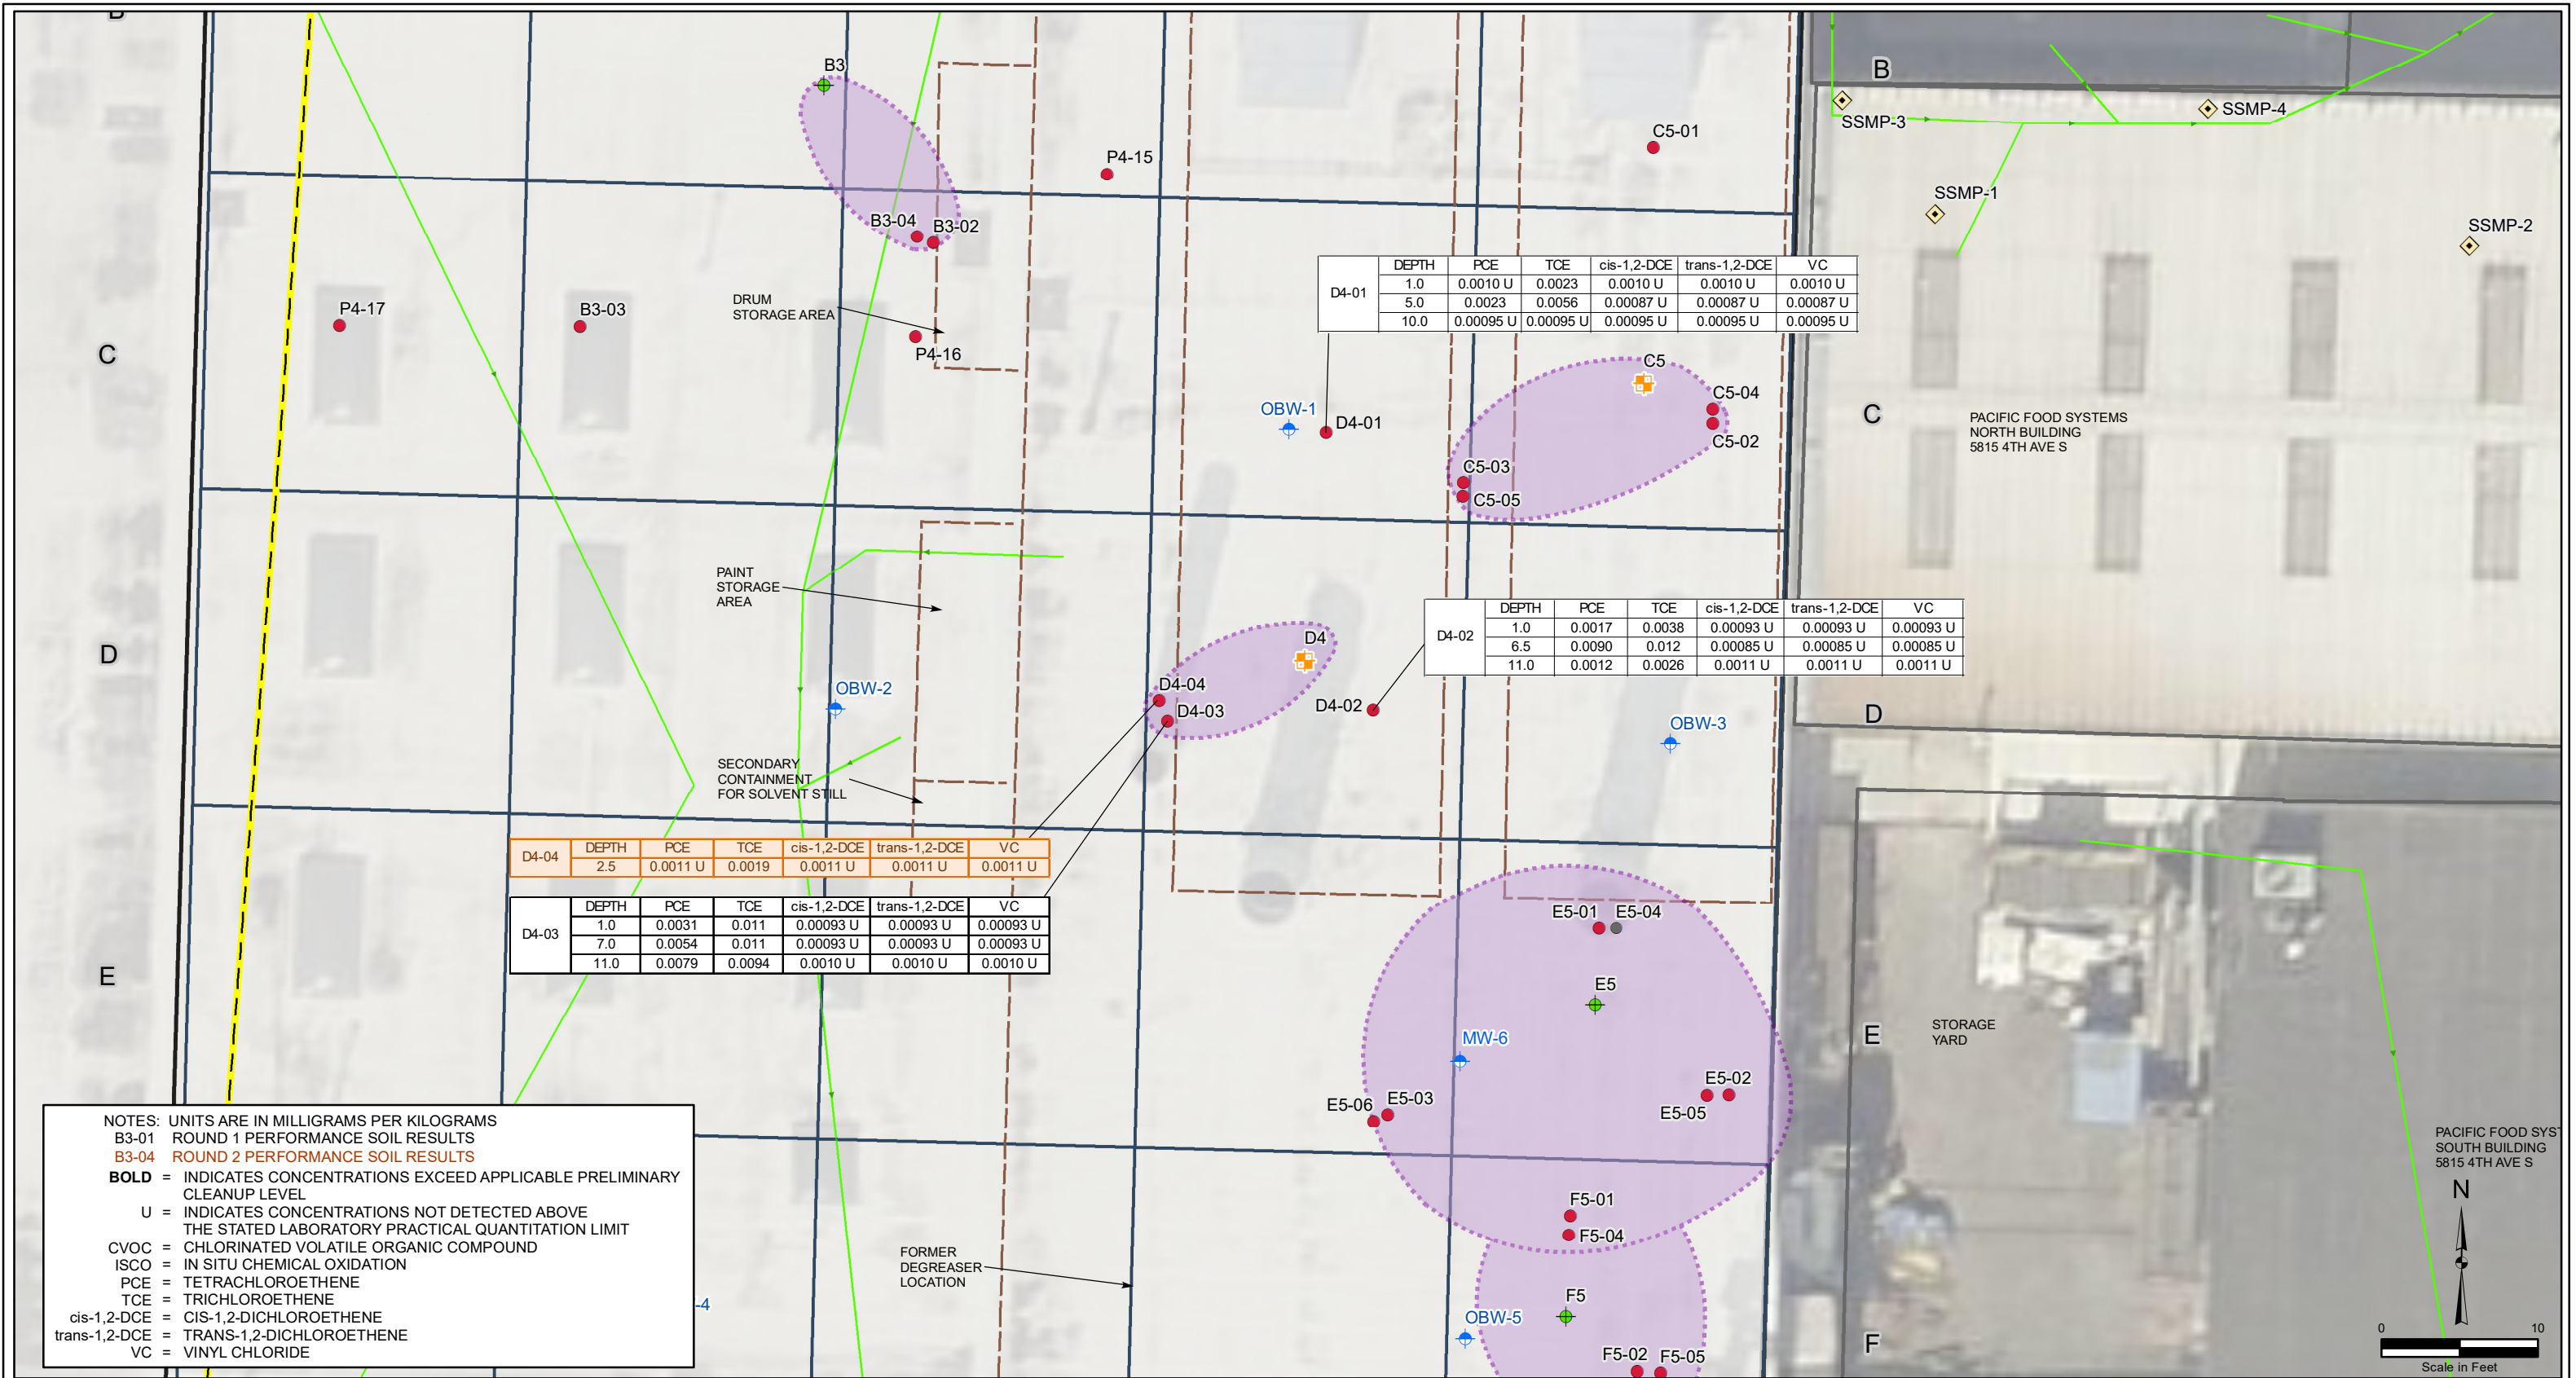 B
B3
B
SSMP-3
SSMP-4
C5-01
P4-15
SSMP-1
B3-04
B3-02
SSMP-2
DRUM
STORAGE AREA
P4-17
B3-03
P4-16
C
D4-01
DEPTH PCE TCE cis-1,2-DCE trans-1,2-DCE VC
1.0 0.0010 U 0.0023 0.0010 U 0.0010 U 0.0010 U
5.0 0.0023 0.0056 0.00087 U 0.00087 U 0.00087 U
10.0 0.00095 U 0.00095 U 0.00095 U 0.00095 U 0.00095 U
C5
C5-04
OBW-1
D4-01
C5-02
C
PACIFIC FOOD SYSTEMS
NORTH BUILDING
5815 4TH AVE S
C5-03
C5-05
PAINT
STORAGE
AREA
D4-02
DEPTH PCE TCE cis-1,2-DCE trans-1,2-DCE VC
1.0 0.0017 0.0038 0.00093 U 0.00093 U 0.00093 U
6.5 0.0090 0.012 0.00085 U 0.00085 U 0.00085 U
11.0 0.0012 0.0026 0.0011 U 0.0011 U 0.0011 U
D
D4
OBW-2
D4-04
D4-03
D4-02
OBW-3
D
SECONDARY
CONTAINMENT
FOR SOLVENT STILL
D4-04
DEPTH PCE TCE cis-1,2-DCE trans-1,2-DCE VC
2.5 0.0011 U 0.0019 0.0011 U 0.0011 U 0.0011 U
D4-03
DEPTH PCE TCE cis-1,2-DCE trans-1,2-DCE VC
1.0 0.0031 0.011 0.00093 U 0.00093 U 0.00093 U
7.0 0.0054 0.011 0.00093 U 0.00093 U 0.00093 U
11.0 0.0079 0.0094 0.0010 U 0.0010 U 0.0010 U
E5-01
E5-04
E
E5
MW-6
STORAGE
YARD
E
E5-02
E5-03
E5-06
E5-05
F5-01
F5-04
PACIFIC FOOD SYST
SOUTH BUILDING
5815 4TH AVE S
N
FORMER
DEGREASER
LOCATION
F5
OBW-5
-4
F5-02
F5-05
F
0 10
Scale in Feet
NOTES: UNITS ARE IN MILLIGRAMS PER KILOGRAMS
B3-01 ROUND 1 PERFORMANCE SOIL RESULTS
B3-04 ROUND 2 PERFORMANCE SOIL RESULTS
BOLD = INDICATES CONCENTRATIONS EXCEED APPLICABLE PRELIMINARY
CLEANUP LEVEL
U = INDICATES CONCENTRATIONS NOT DETECTED ABOVE
THE STATED LABORATORY PRACTICAL QUANTITATION LIMIT
CVOC = CHLORINATED VOLATILE ORGANIC COMPOUND
ISCO = IN SITU CHEMICAL OXIDATION
PCE = TETRACHLOROETHENE
TCE = TRICHLOROETHENE
cis-1,2-DCE = CIS-1,2-DICHLOROETHENE
trans-1,2-DCE = TRANS-1,2-DICHLOROETHENE
VC = VINYL CHLORIDE